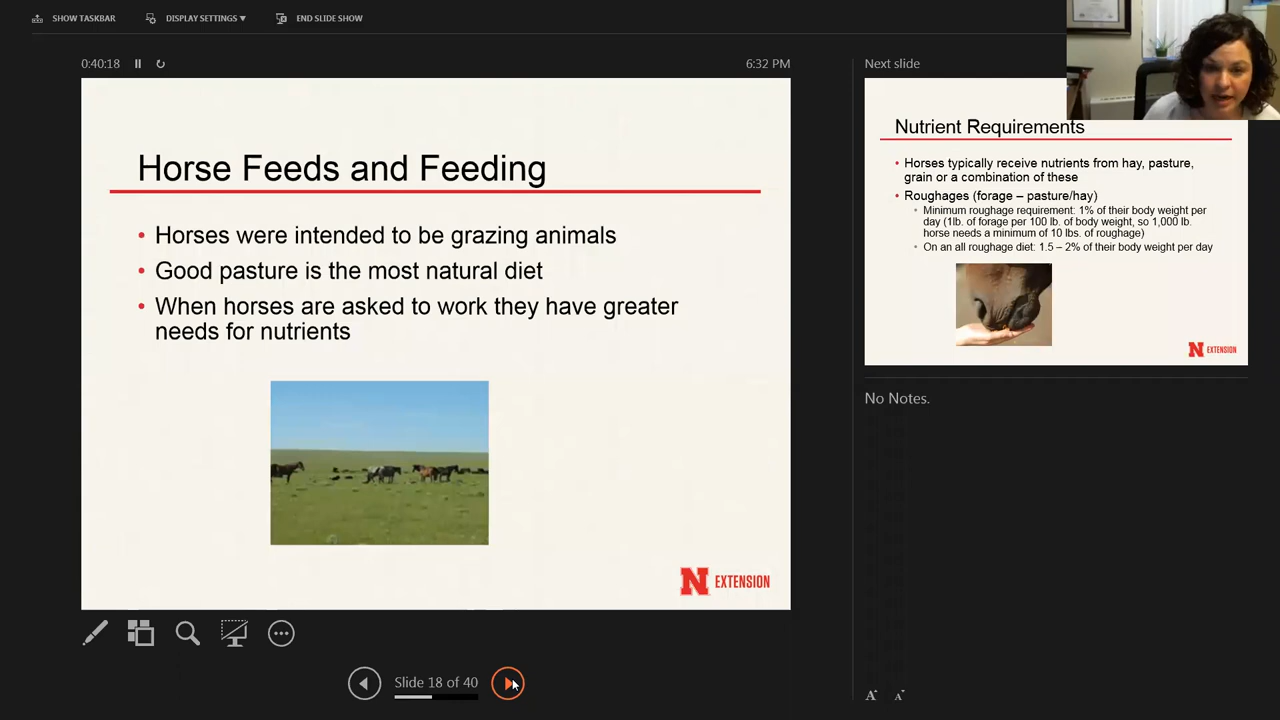 SHOW TASKBAR
DISPLAY SETTINGS ▾
END SLIDE SHOW
0:40:18
6:32 PM
Horse Feeds and Feeding
• Horses were intended to be grazing animals
• Good pasture is the most natural diet
• When horses are asked to work they have greater
needs for nutrients
N EXTENSION
Slide 18 of 40
Next slide
Nutrient Requirements
• Horses typically receive nutrients from hay, pasture,
grain or a combination of these
• Roughages (forage – pasture/hay)
• Minimum roughage requirement: 1% of their body weight per
day (1lb. of forage per 100 lb. of body weight, so 1,000 lb.
horse needs a minimum of 10 lbs. of roughage)
• On an all roughage diet: 1.5 – 2% of their body weight per day
N EXTENSION
No Notes.
A A